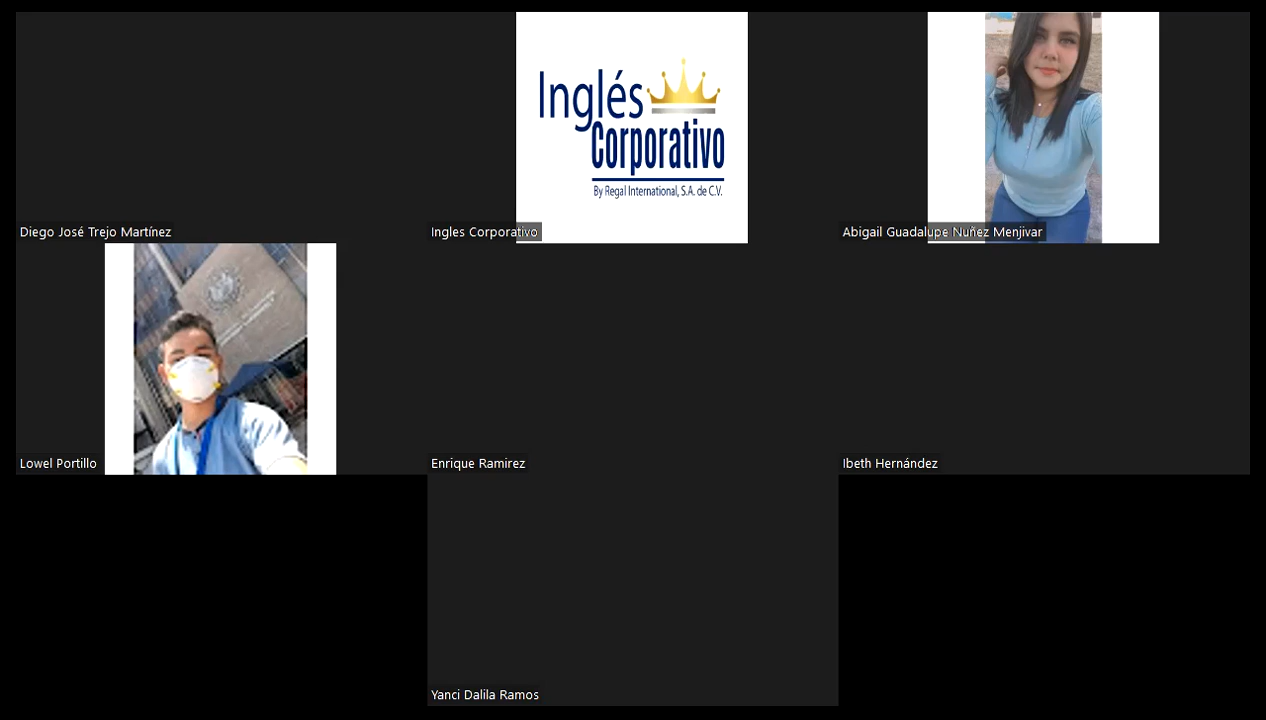 Inglés
Corporativo
By Regal International, S.A. de C.V.
Diego José Trejo Martínez
Ingles Corporativo
Abigail Guadalupe Nuñez Menjivar
Lowel Portillo
Enrique Ramirez
Ibeth Hernández
Yanci Dalila Ramos